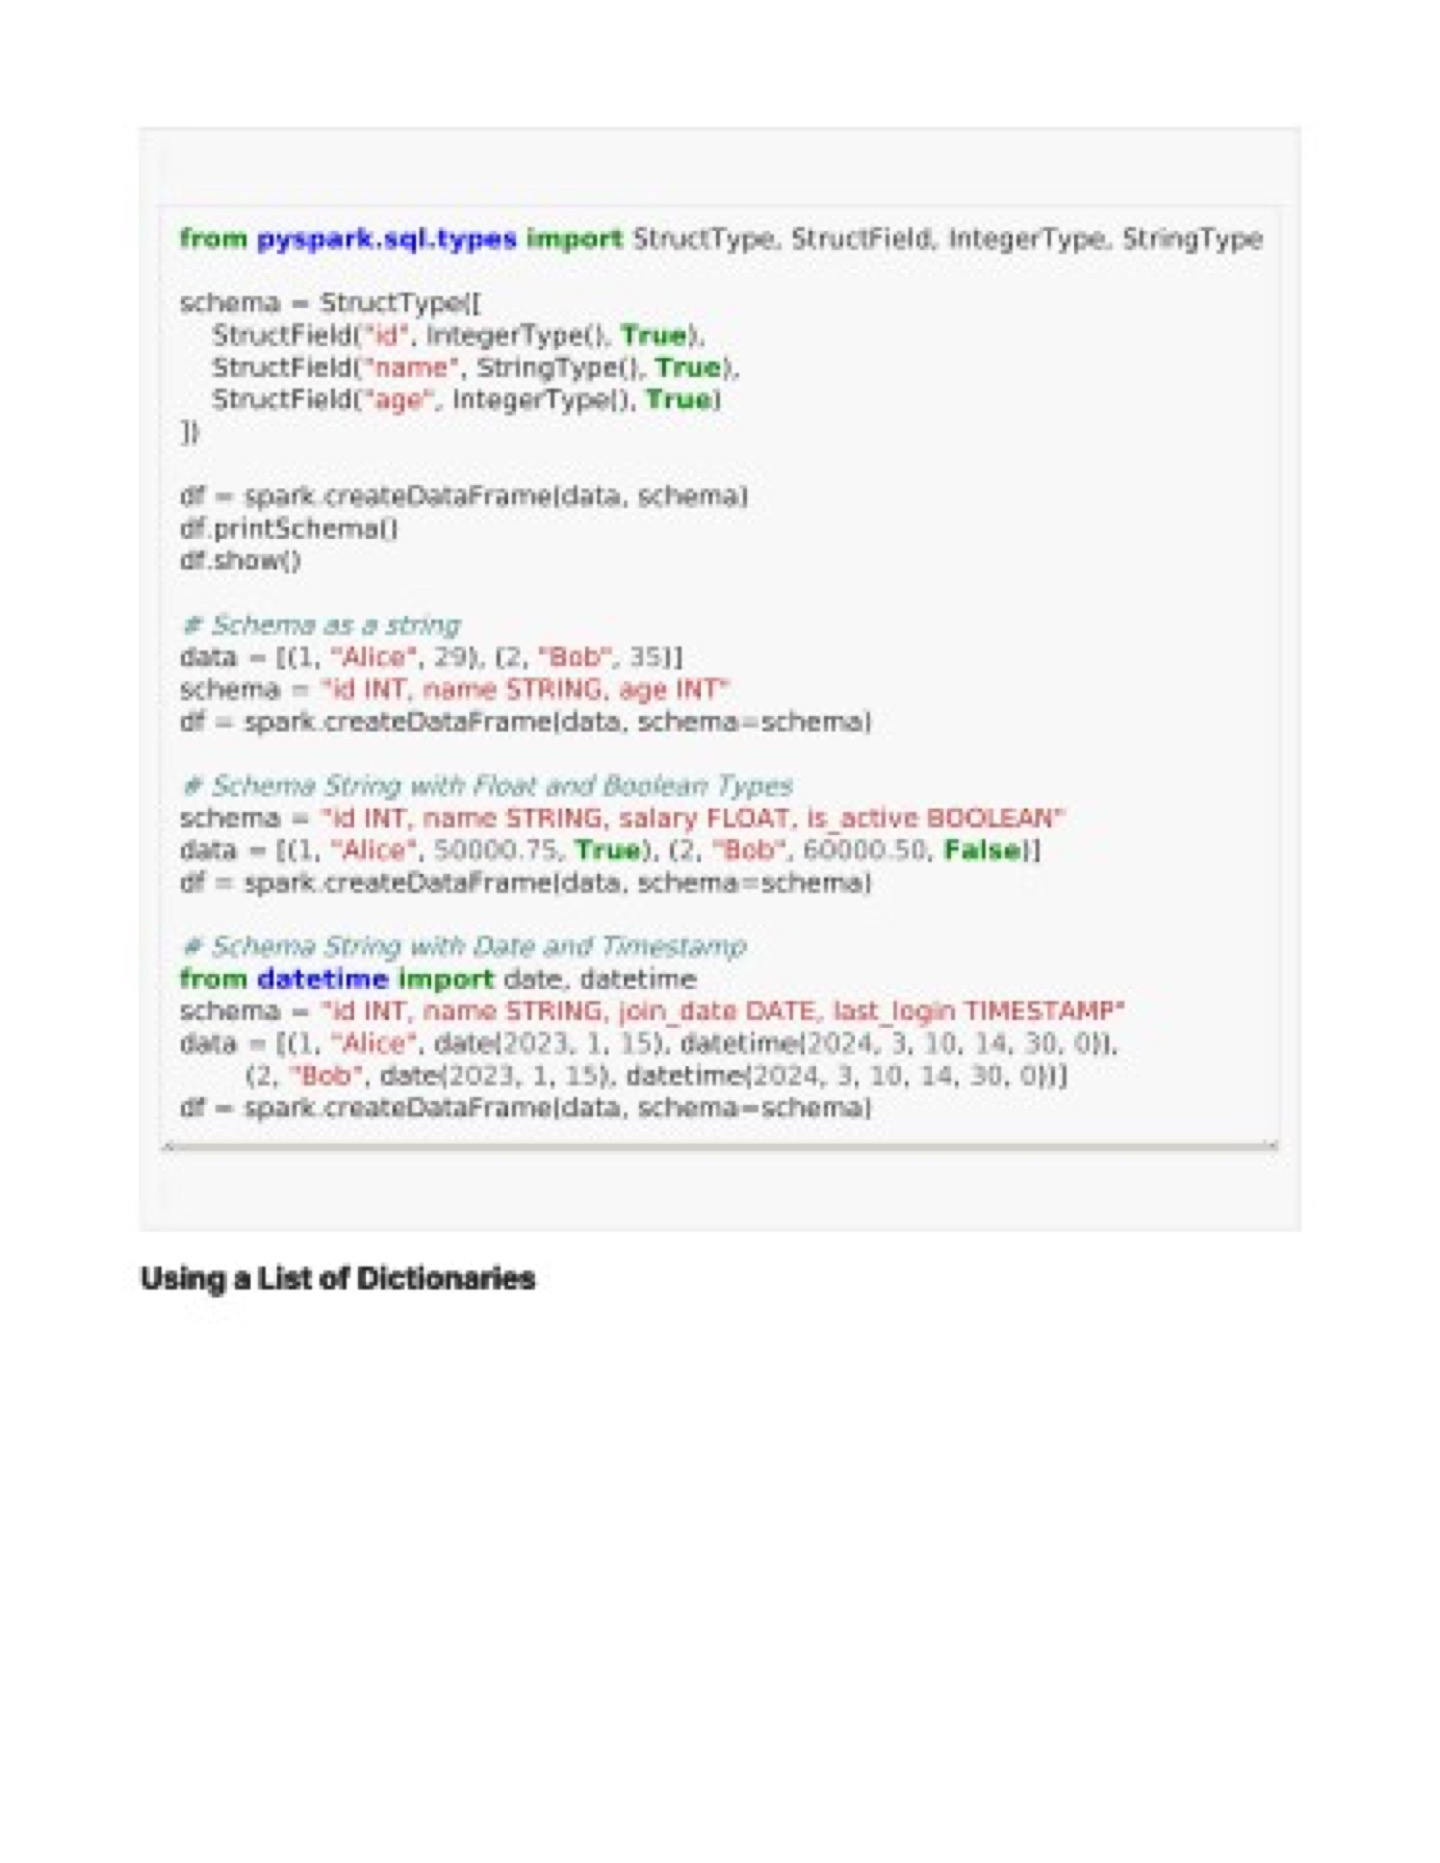 from pyspark.sql.types import StructType, StructField, IntegerType, StringType
schema = StructType([
StructField("id", IntegerType(), True),
StructField("name", StringType(), True),
StructField("age", IntegerType(), True)
])
df = spark.createDataFrame(data, schema)
df.printSchema()
df.show()
# Schema as a string
data = [(1, "Alice", 29), (2, "Bob", 35)]
schema = "id INT, name STRING, age INT"
df = spark.createDataFrame(data, schema=schema)
# Schema String with Float and Boolean Types
schema = "id INT, name STRING, salary FLOAT, is_active BOOLEAN"
data = [(1, "Alice", 50000.75, True), (2, "Bob", 60000.50, False)]
df = spark.createDataFrame(data, schema=schema)
# Schema String with Date and Timestamp
from datetime import date, datetime
schema = "id INT, name STRING, join_date DATE, last_login TIMESTAMP"
data = [(1, "Alice", date(2023, 1, 15), datetime(2024, 3, 10, 14, 30, 0)),
(2, "Bob", date(2023, 1, 15), datetime(2024, 3, 10, 14, 30, 0))]
df = spark.createDataFrame(data, schema=schema)
Using a List of Dictionaries